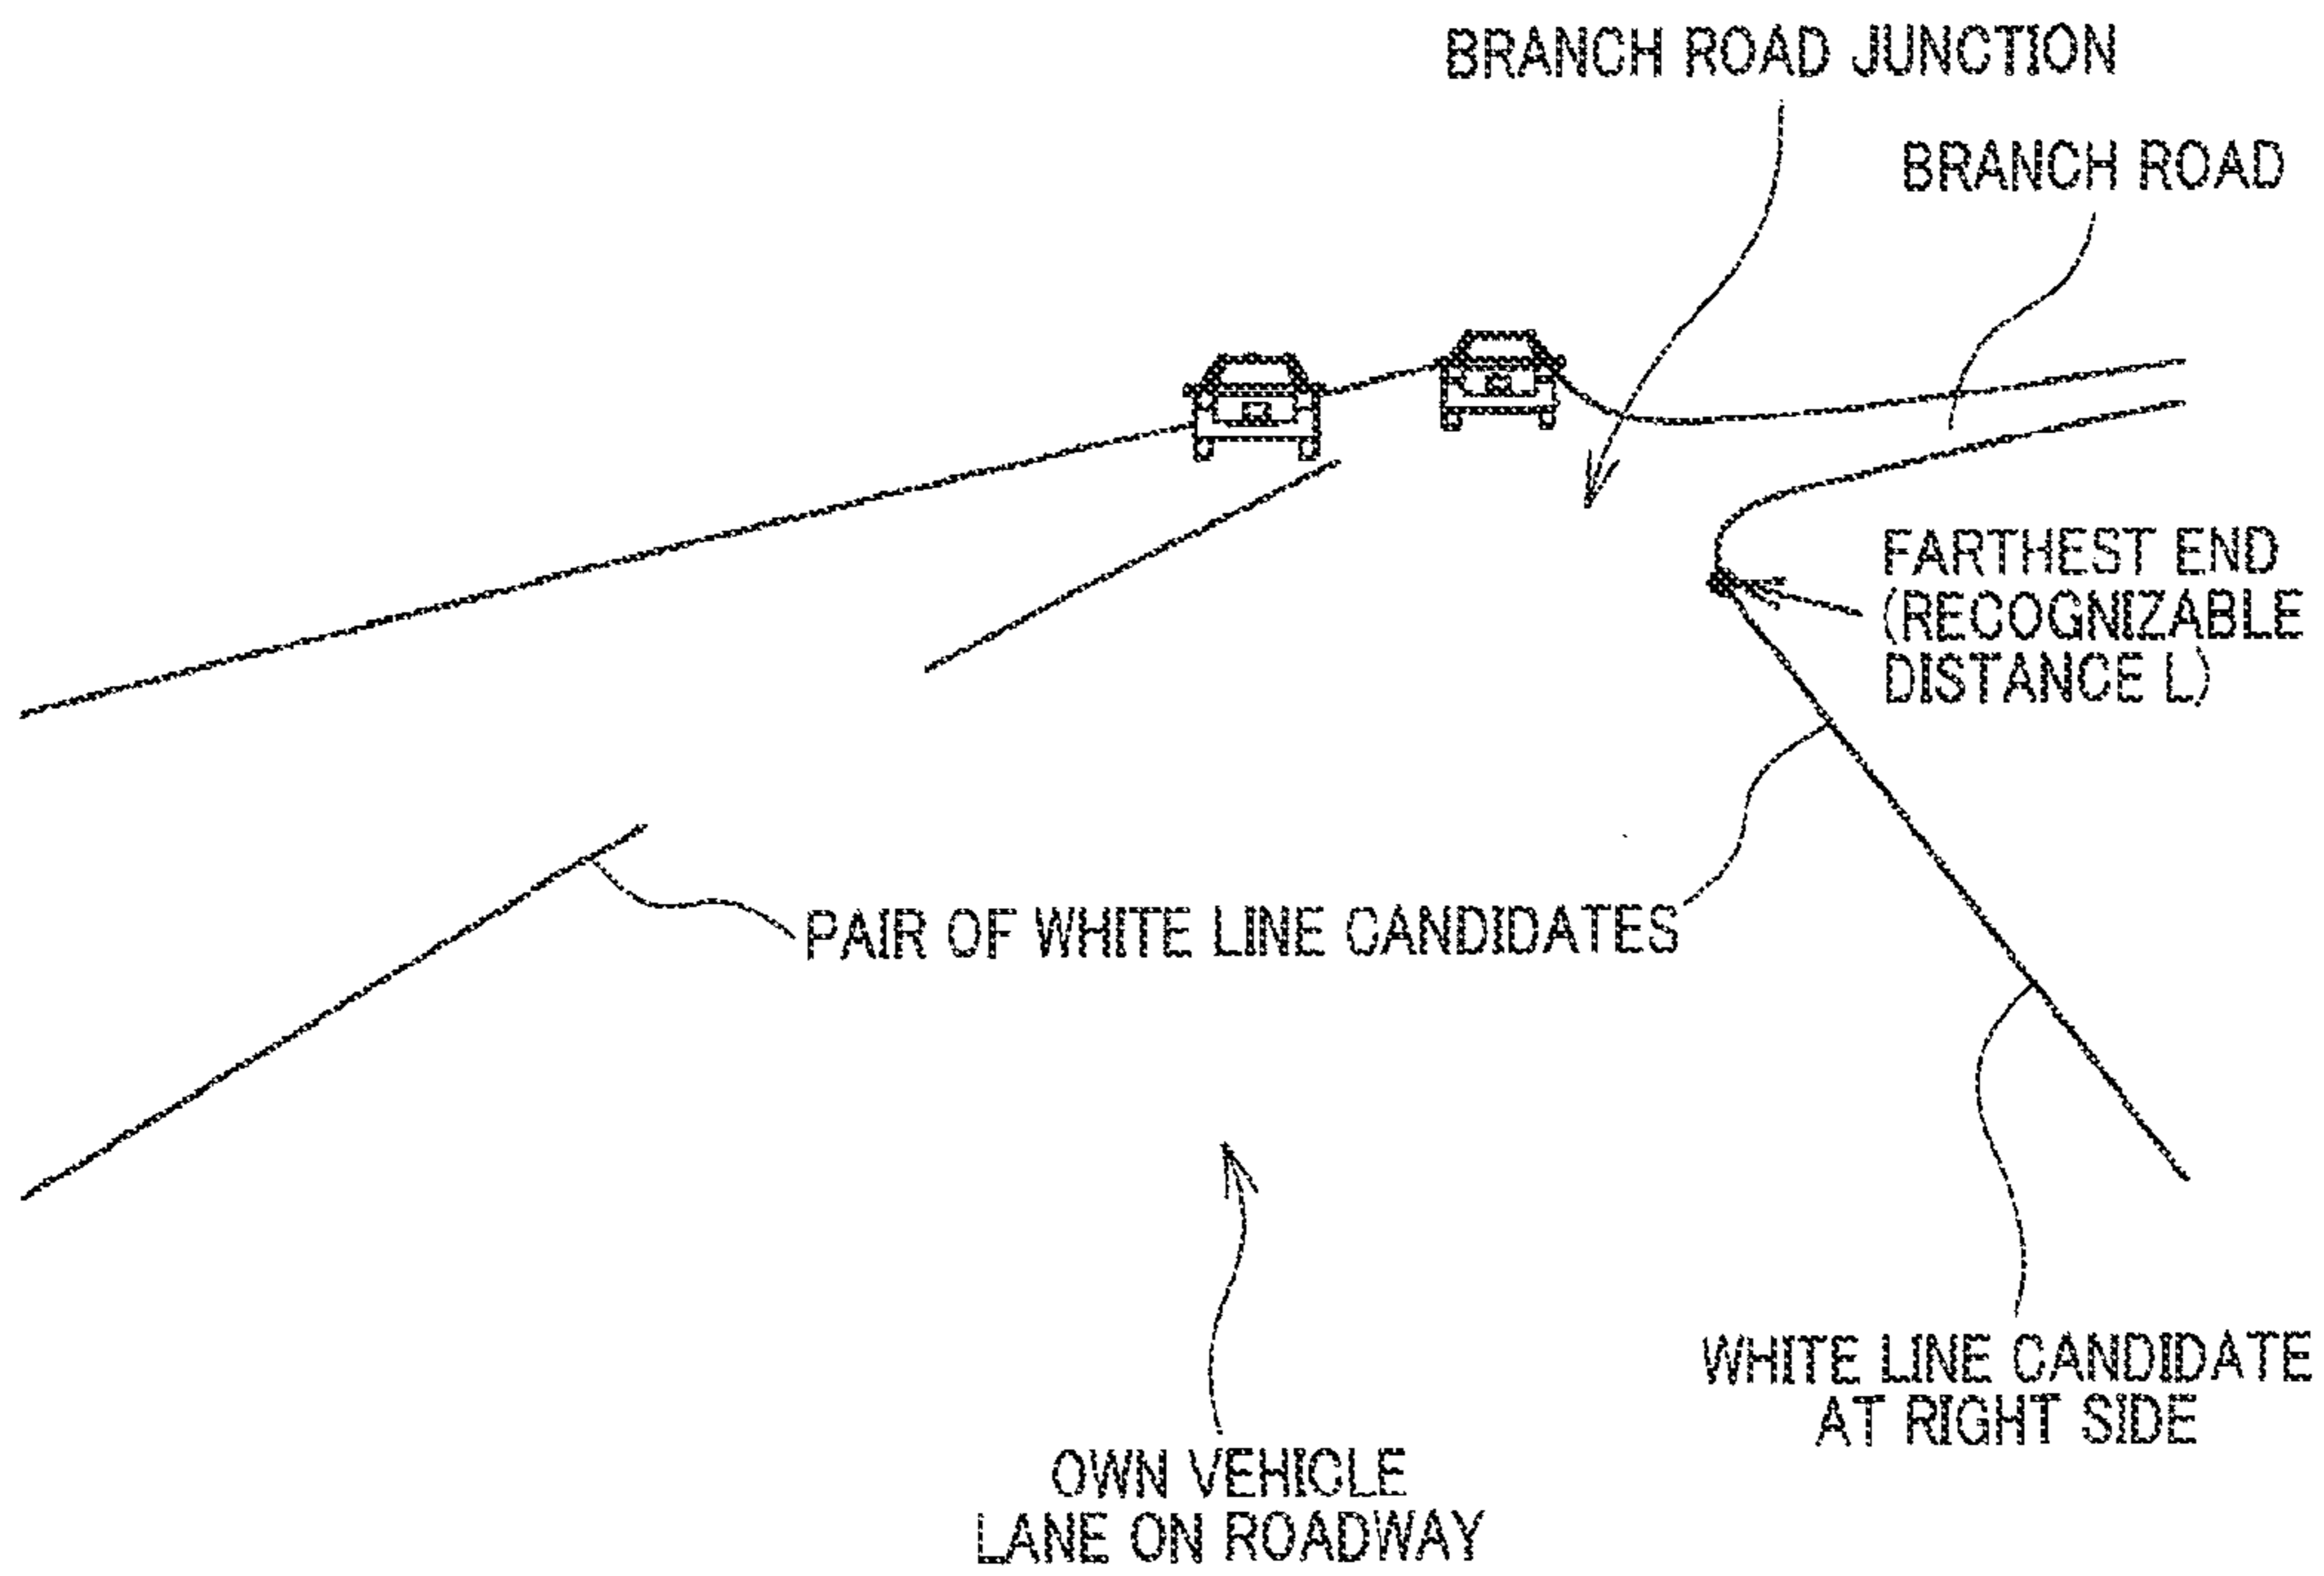 BRANCH ROAD JUNCTION
BRANCH ROAD
FARTHEST END
(RECOGNIZABLE
DISTANCE L)
PAIR OF WHITE LINE CANDIDATES
WHITE LINE CANDIDATE
AT RIGHT SIDE
OWN VEHICLE
LANE ON ROADWAY